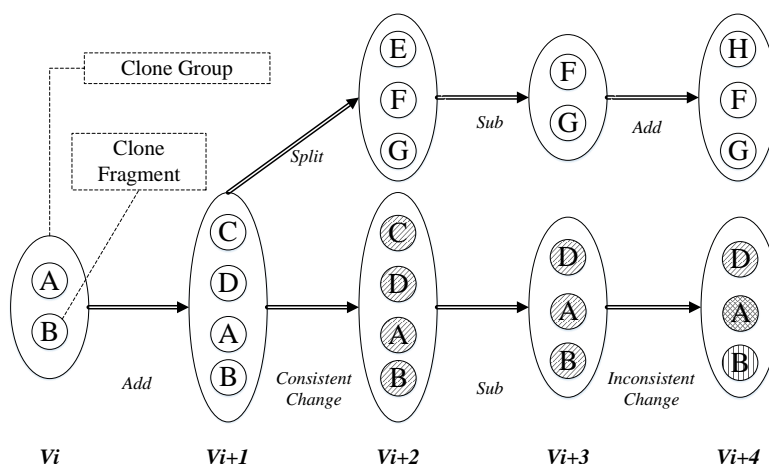 Clone Group
Clone
Fragment
E
F
G
F
G
H
F
G
Split
Sub
Add
A
B
C
D
A
B
C
D
A
B
D
A
B
D
A
B
Add
Consistent
Change
Sub
Inconsistent
Change
Vi
Vi+1
Vi+2
Vi+3
Vi+4